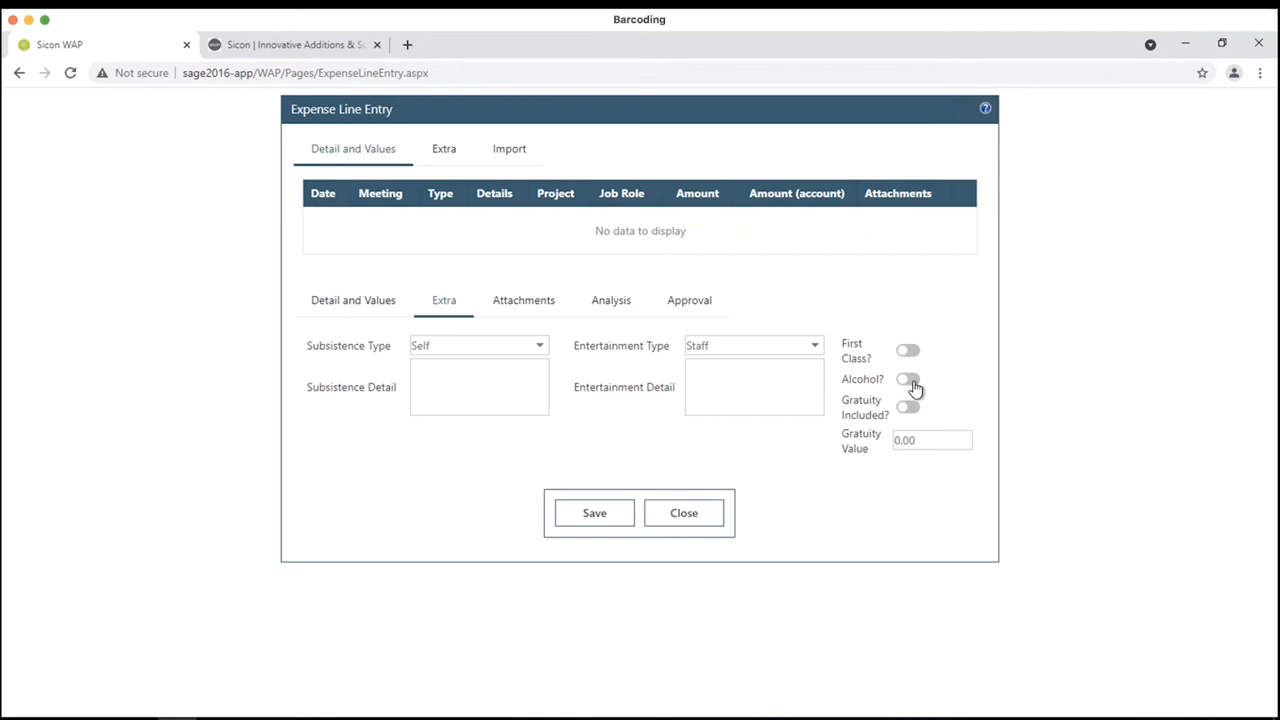 Barcoding
Sicon WAP
Sicon | Innovative Additions & S
Not secure
sage2016-app/WAP/Pages/ExpenseLineEntry.aspx
Expense Line Entry
Detail and Values Extra Import
Date Meeting Type Details Project Job Role Amount Amount (account) Attachments
No data to display
Detail and Values Extra Attachments Analysis Approval
Subsistence Type Self Entertainment Type Staff
First
Class?
Subsistence Detail Entertainment Detail
Alcohol?
Gratuity
Included?
Gratuity
Value
0.00
Save Close